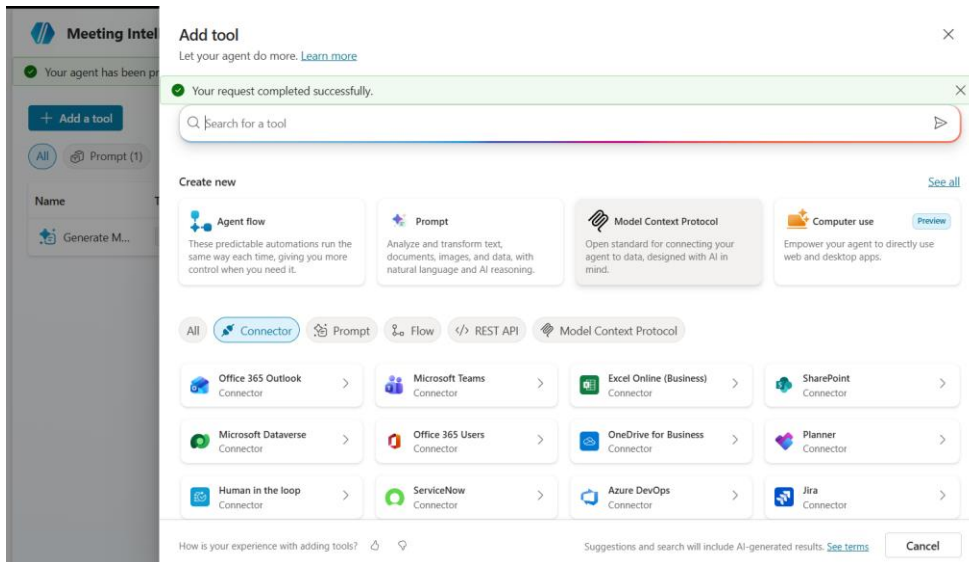 Meeting Intel
Your agent has been pr
Add a tool
All
Prompt (1)
Name
T
Generate M...
Add tool
Let your agent do more. Learn more
Your request completed successfully.
Search for a tool
Create new
See all
Agent flow
These predictable automations run the
same way each time, giving you more
control when you need it.
Prompt
Analyze and transform text,
documents, images, and data, with
natural language and AI reasoning.
Model Context Protocol
Open standard for connecting your
agent to data, designed with AI in
mind.
Computer use
Preview
Empower your agent to directly use
web and desktop apps.
All
Connector
Prompt
Flow
REST API
Model Context Protocol
Office 365 Outlook
Connector
Microsoft Teams
Connector
Excel Online (Business)
Connector
SharePoint
Connector
Microsoft Dataverse
Connector
Office 365 Users
Connector
OneDrive for Business
Connector
Planner
Connector
Human in the loop
Connector
ServiceNow
Connector
Azure DevOps
Connector
Jira
Connector
How is your experience with adding tools?
Suggestions and search will include AI-generated results. See terms
Cancel